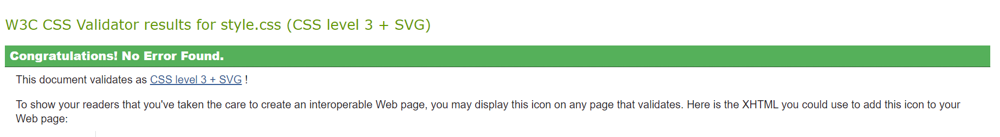 W3C CSS Validator results for style.css (CSS level 3 + SVG)
Congratulations! No Error Found.
This document validates as CSS level 3 + SVG !
To show your readers that you've taken the care to create an interoperable Web page, you may display this icon on any page that validates. Here is the XHTML you could use to add this icon to your
Web page: